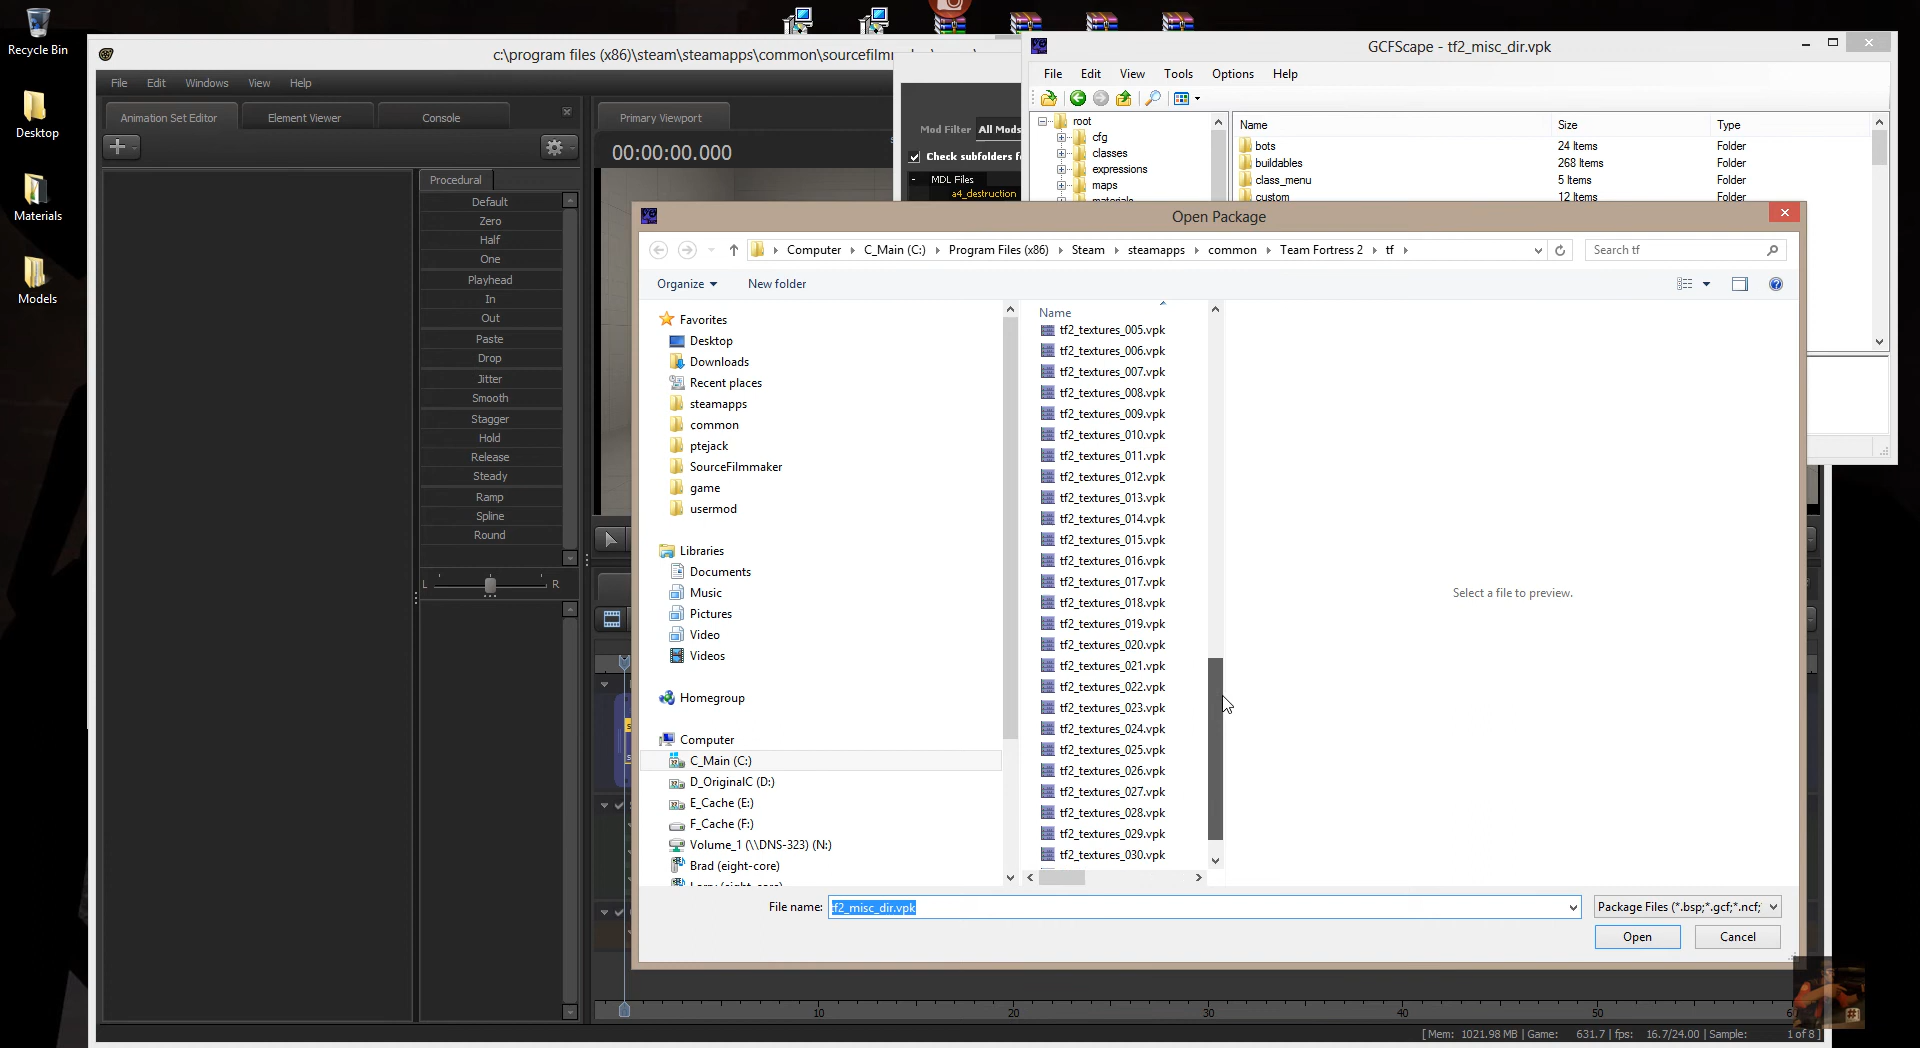 Recycle Bin
Desktop
Materials
Models
c:\program files (x86)\steam\steamapps\common\sourcefilm
File Edit Windows View Help
Animation Set Editor Element Viewer Console
Procedural
Default
Zero
Half
One
Playhead
In
Out
Paste
Drop
Jitter
Smooth
Stagger
Hold
Release
Steady
Ramp
Spline
Round
L R
Primary Viewport
00:00:00.000
Mod Filter All Mods
Check subfolders f
- MDL Files
a4_destruction
GCFScape - tf2_misc_dir.vpk
File Edit View Tools Options Help
root
cfg
classes
expressions
maps
materials
Name Size Type
bots 24 Items Folder
buildables 268 Items Folder
class_menu 5 Items Folder
custom 12 Items Folder
Open Package
Computer C_Main (C:) Program Files (x86) Steam steamapps common Team Fortress 2 tf
Search tf
Organize New folder
Favorites
Desktop
Downloads
Recent places
steamapps
common
ptejack
SourceFilmmaker
game
usermod
Libraries
Documents
Music
Pictures
Video
Videos
Homegroup
Computer
C_Main (C:)
D_OriginalC (D:)
E_Cache (E:)
F_Cache (F:)
Volume_1 (\\DNS-323) (N:)
Brad (eight-core)
Name
tf2_textures_005.vpk
tf2_textures_006.vpk
tf2_textures_007.vpk
tf2_textures_008.vpk
tf2_textures_009.vpk
tf2_textures_010.vpk
tf2_textures_011.vpk
tf2_textures_012.vpk
tf2_textures_013.vpk
tf2_textures_014.vpk
tf2_textures_015.vpk
tf2_textures_016.vpk
tf2_textures_017.vpk
tf2_textures_018.vpk
tf2_textures_019.vpk
tf2_textures_020.vpk
tf2_textures_021.vpk
tf2_textures_022.vpk
tf2_textures_023.vpk
tf2_textures_024.vpk
tf2_textures_025.vpk
tf2_textures_026.vpk
tf2_textures_027.vpk
tf2_textures_028.vpk
tf2_textures_029.vpk
tf2_textures_030.vpk
Select a file to preview.
File name: tf2_misc_dir.vpk
Package Files (*.bsp;*.gcf;*.ncf;
Open Cancel
10 20 30 40 50 6
[ Mem: 1021.98 MB | Game: 631.7 | fps: 16.7/24.00 | Sample: 1 of 8 ]